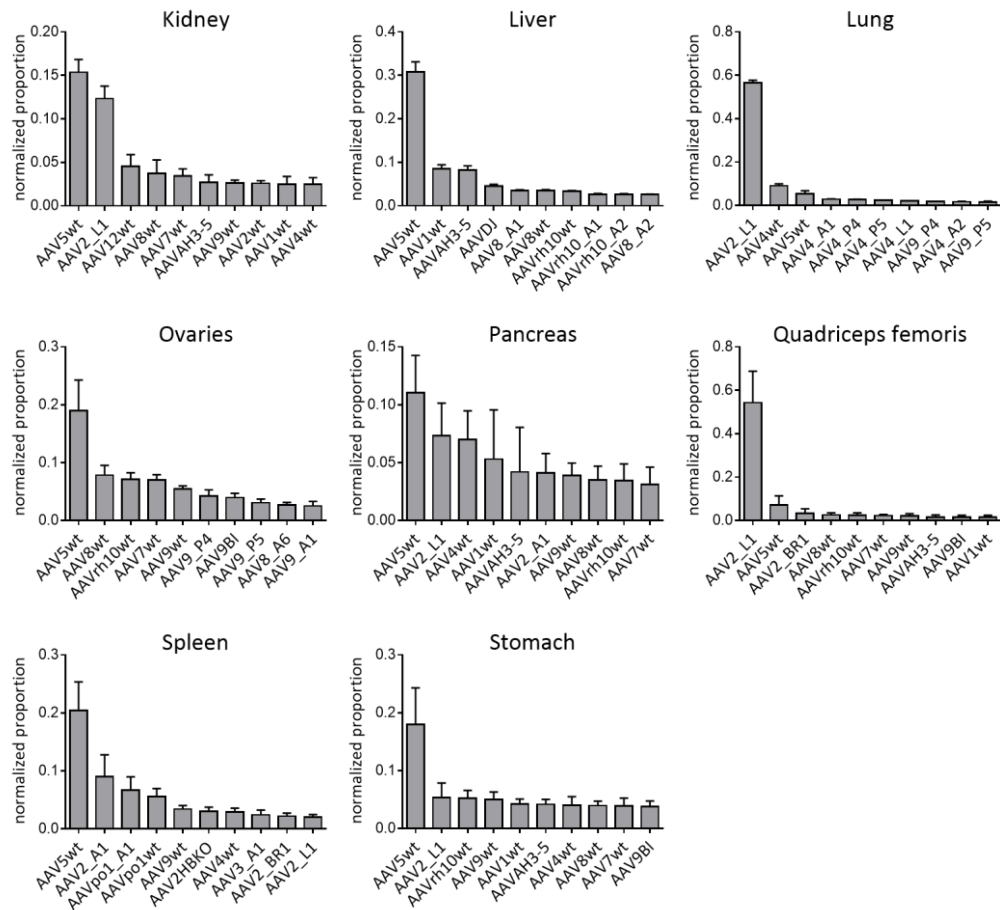 Kidney
normalized proportion
0.20
0.15
0.10
0.05
0.00
AAV5wt
AAV2_L1
AAV12wt
AAV8wt
AAV7wt
AAVAH3-5
AAV9wt
AAV2wt
AAV1wt
AAV4wt
Liver
normalized proportion
0.4
0.3
0.2
0.1
0.0
AAV5wt
AAV1wt
AAVAH3-5
AAVDJ
AAV8_A1
AAV8wt
AAVrh10wt
AAVrh10_A1
AAVrh10_A2
AAV8_A2
Lung
normalized proportion
0.8
0.6
0.4
0.2
0.0
AAV2_L1
AAV4wt
AAV5wt
AAV4_A1
AAV4_P4
AAV4_P5
AAV4_L1
AAV9_P4
AAV4_A2
AAV9_P5
Ovaries
normalized proportion
0.3
0.2
0.1
0.0
AAV5wt
AAV8wt
AAVrh10wt
AAV7wt
AAV9wt
AAV9_P4
AAV9BI
AAV9_P5
AAV8_A6
AAV9_A1
Pancreas
normalized proportion
0.15
0.10
0.05
0.00
AAV5wt
AAV2_L1
AAV4wt
AAV1wt
AAVAH3-5
AAV2_A1
AAV9wt
AAV8wt
AAVrh10wt
AAV7wt
Quadriceps femoris
normalized proportion
0.8
0.6
0.4
0.2
0.0
AAV2_L1
AAV5wt
AAV2_BR1
AAV8wt
AAVrh10wt
AAV7wt
AAV9wt
AAVAH3-5
AAV9BI
AAV1wt
Spleen
normalized proportion
0.3
0.2
0.1
0.0
AAV5wt
AAV2_A1
AAVpo1_A1
AAVpo1wt
AAV9wt
AAV2HBKO
AAV4wt
AAV3_A1
AAV2_BR1
AAV2_L1
Stomach
normalized proportion
0.3
0.2
0.1
0.0
AAV5wt
AAV2_L1
AAVrh10wt
AAV9wt
AAV1wt
AAVAH3-5
AAV4wt
AAV8wt
AAV7wt
AAV9BI